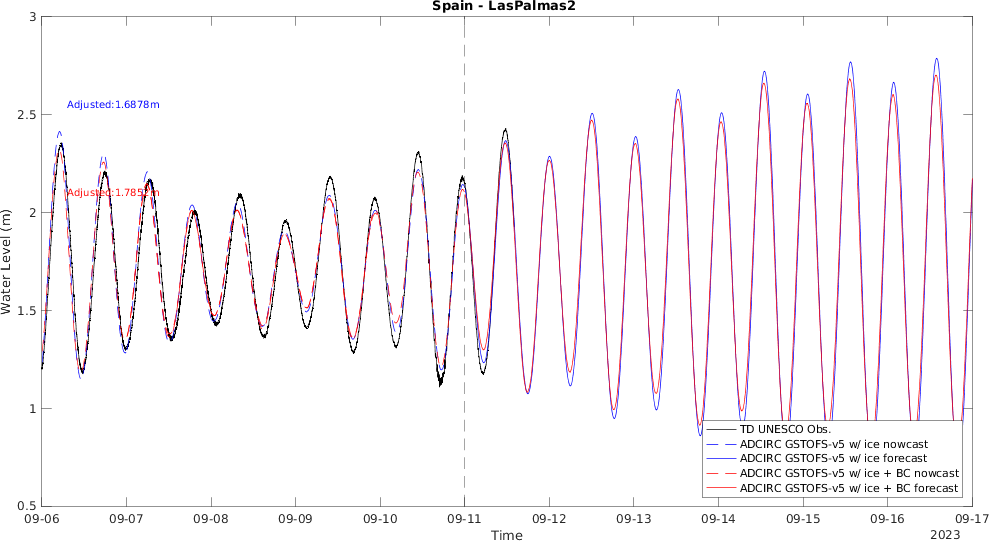 Spain - LasPalmas2
3
2.5
2
1.5
1
0.5
Water Level (m)
Adjusted:1.6878m
TD UNESCO Obs.
ADCIRC GSTOFS-v5 w/ ice nowcast
ADCIRC GSTOFS-v5 w/ ice forecast
ADCIRC GSTOFS-v5 w/ ice + BC nowcast
ADCIRC GSTOFS-v5 w/ ice + BC forecast
09-06 09-07 09-08 09-09 09-10 09-11 09-12 09-13 09-14 09-15 09-16 09-17
Time
2023